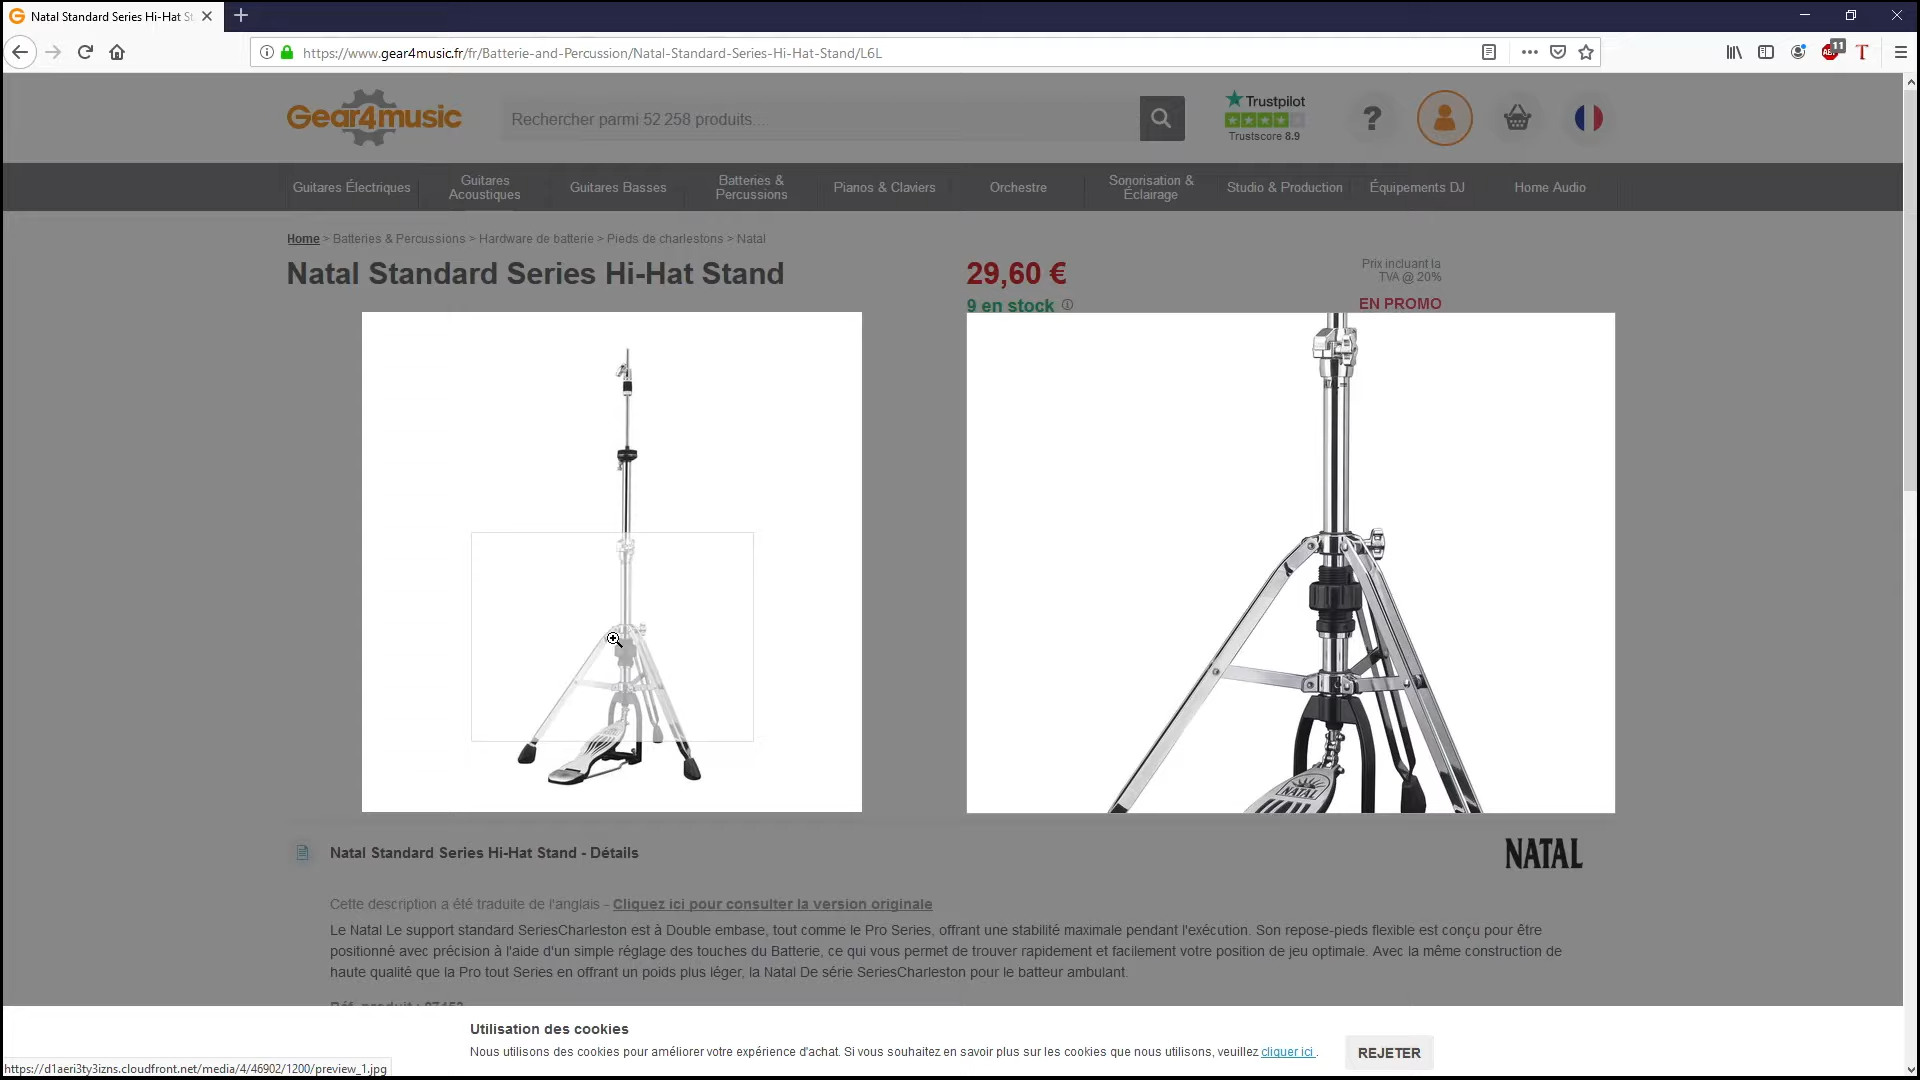 Natal Standard Series Hi-Hat St
https://www.gear4music.fr/fr/Batterie-and-Percussion/Natal-Standard-Series-Hi-Hat-Stand/L6L
11
ABP
T
Gear4music
Rechercher parmi 52 258 produits...
Trustpilot
Trustscore 8.9
?
Guitares Électriques
Guitares
Acoustiques
Guitares Basses
Batteries &
Percussions
Pianos & Claviers
Orchestre
Sonorisation &
Éclairage
Studio & Production
Équipements DJ
Home Audio
Home > Batteries & Percussions > Hardware de batterie > Pieds de charlestons > Natal
Natal Standard Series Hi-Hat Stand
29,60 €
Prix incluant la
TVA @ 20%
9 en stock
EN PROMO
NATAL
Natal Standard Series Hi-Hat Stand - Détails
NATAL
Cette description a été traduite de l'anglais - Cliquez ici pour consulter la version originale
Le Natal Le support standard SeriesCharleston est à Double embase, tout comme le Pro Series, offrant une stabilité maximale pendant l'exécution. Son repose-pieds flexible est conçu pour être
positionné avec précision à l'aide d'un simple réglage des touches du Batterie, ce qui vous permet de trouver rapidement et facilement votre position de jeu optimale. Avec la même construction de
haute qualité que la Pro tout Series en offrant un poids plus léger, la Natal De série SeriesCharleston pour le batteur ambulant.
Utilisation des cookies
Nous utilisons des cookies pour améliorer votre expérience d'achat. Si vous souhaitez en savoir plus sur les cookies que nous utilisons, veuillez cliquer ici .
REJETER
https://d1aeri3ty3izns.cloudfront.net/media/4/46902/1200/preview_1.jpg